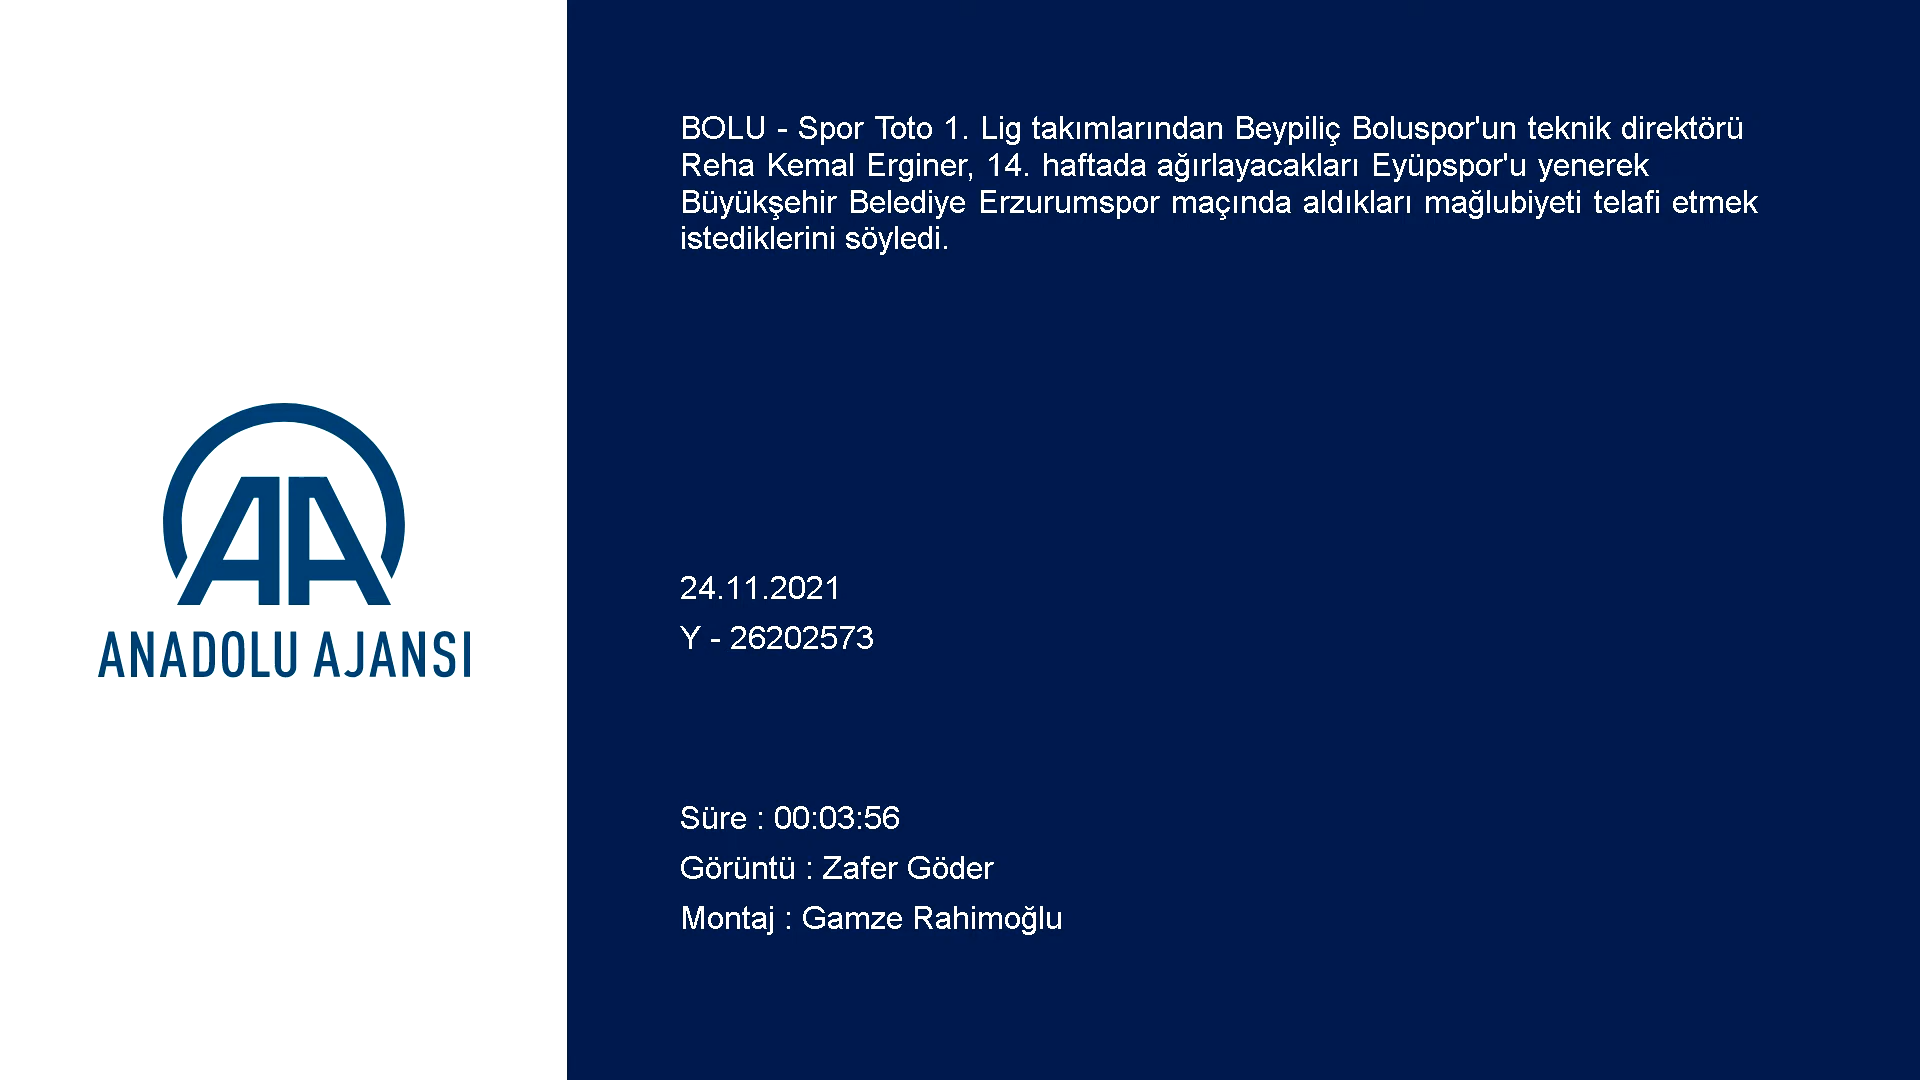 BOLU - Spor Toto 1. Lig takımlarından Beypiliç Boluspor'un teknik direktörü
Reha Kemal Erginer, 14. haftada ağırlayacakları Eyüpspor'u yenerek
Büyükşehir Belediye Erzurumspor maçında aldıkları mağlubiyeti telafi etmek
istediklerini söyledi.
AA
ANADOLU AJANSI
24.11.2021
Y - 26202573
Süre : 00:03:56
Görüntü : Zafer Göder
Montaj : Gamze Rahimoğlu